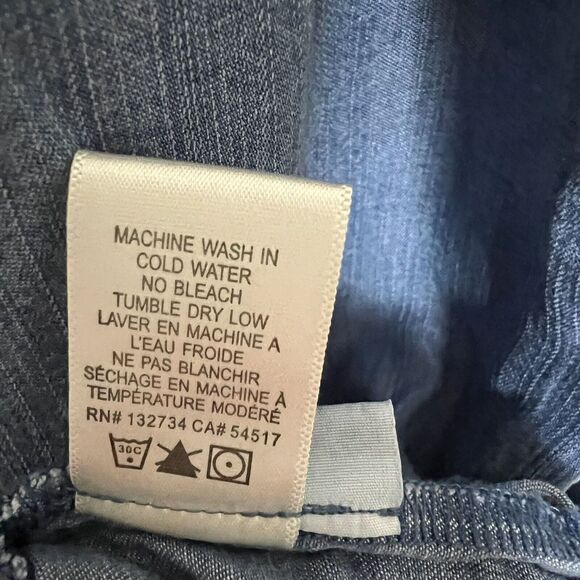 MACHINE WASH IN
COLD WATER
NO BLEACH
TUMBLE DRY LOW
LAVER EN MACHINE A
L'EAU FROIDE
NE PAS BLANCHIR
SÉCHAGE EN MACHINE À
TEMPÉRATURE MODÉRÉ
RN# 132734 CA# 54517
30C